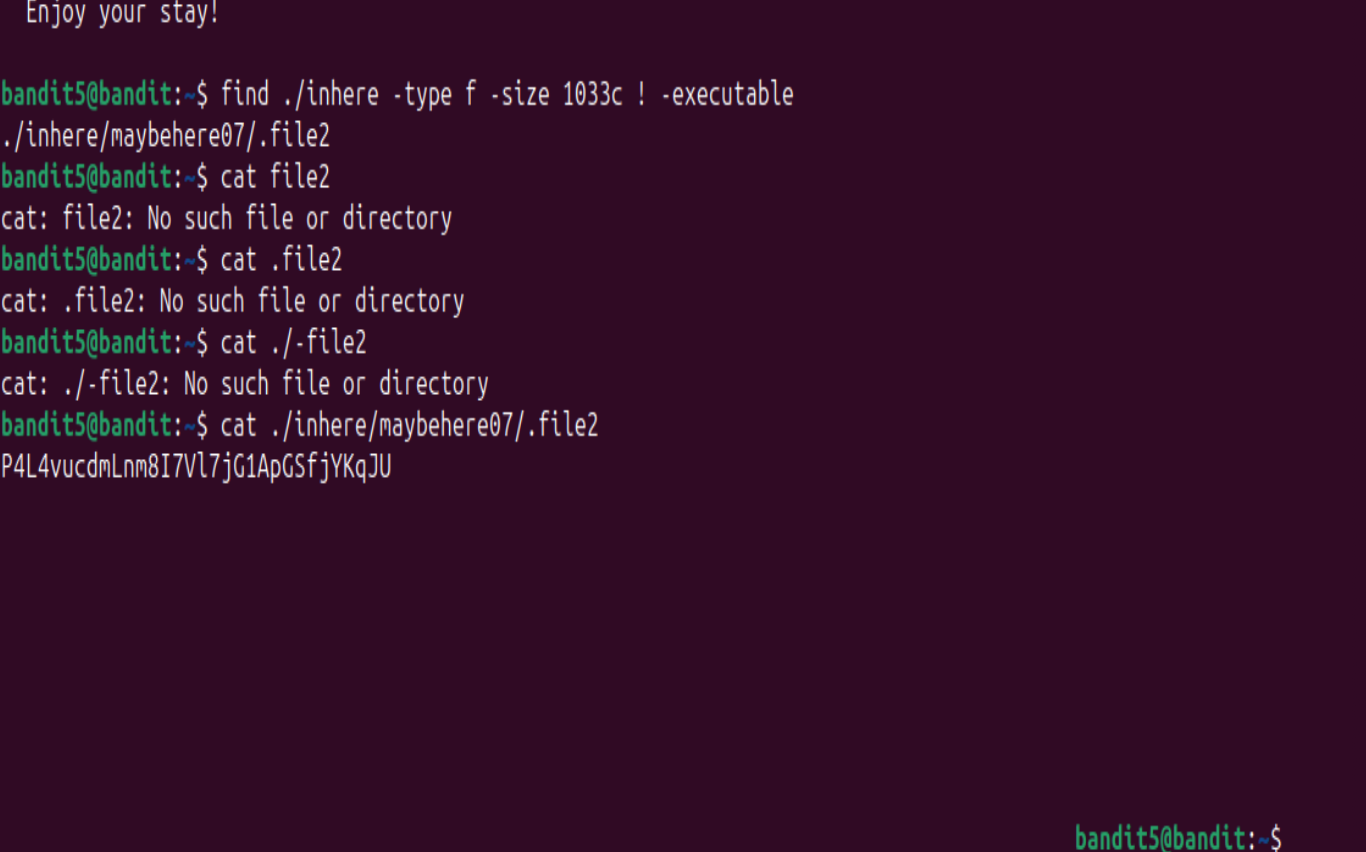 Enjoy your stay!
bandit5@bandit:~$ find ./inhere -type f -size 1033c ! -executable
./inhere/maybehere07/.file2
bandit5@bandit:~$ cat file2
cat: file2: No such file or directory
bandit5@bandit:~$ cat .file2
cat: .file2: No such file or directory
bandit5@bandit:~$ cat ./-file2
cat: ./-file2: No such file or directory
bandit5@bandit:~$ cat ./inhere/maybehere07/.file2
P4L4vucdmLnm8I7Vl7jG1ApGSfjYKqJU
bandit5@bandit:~$